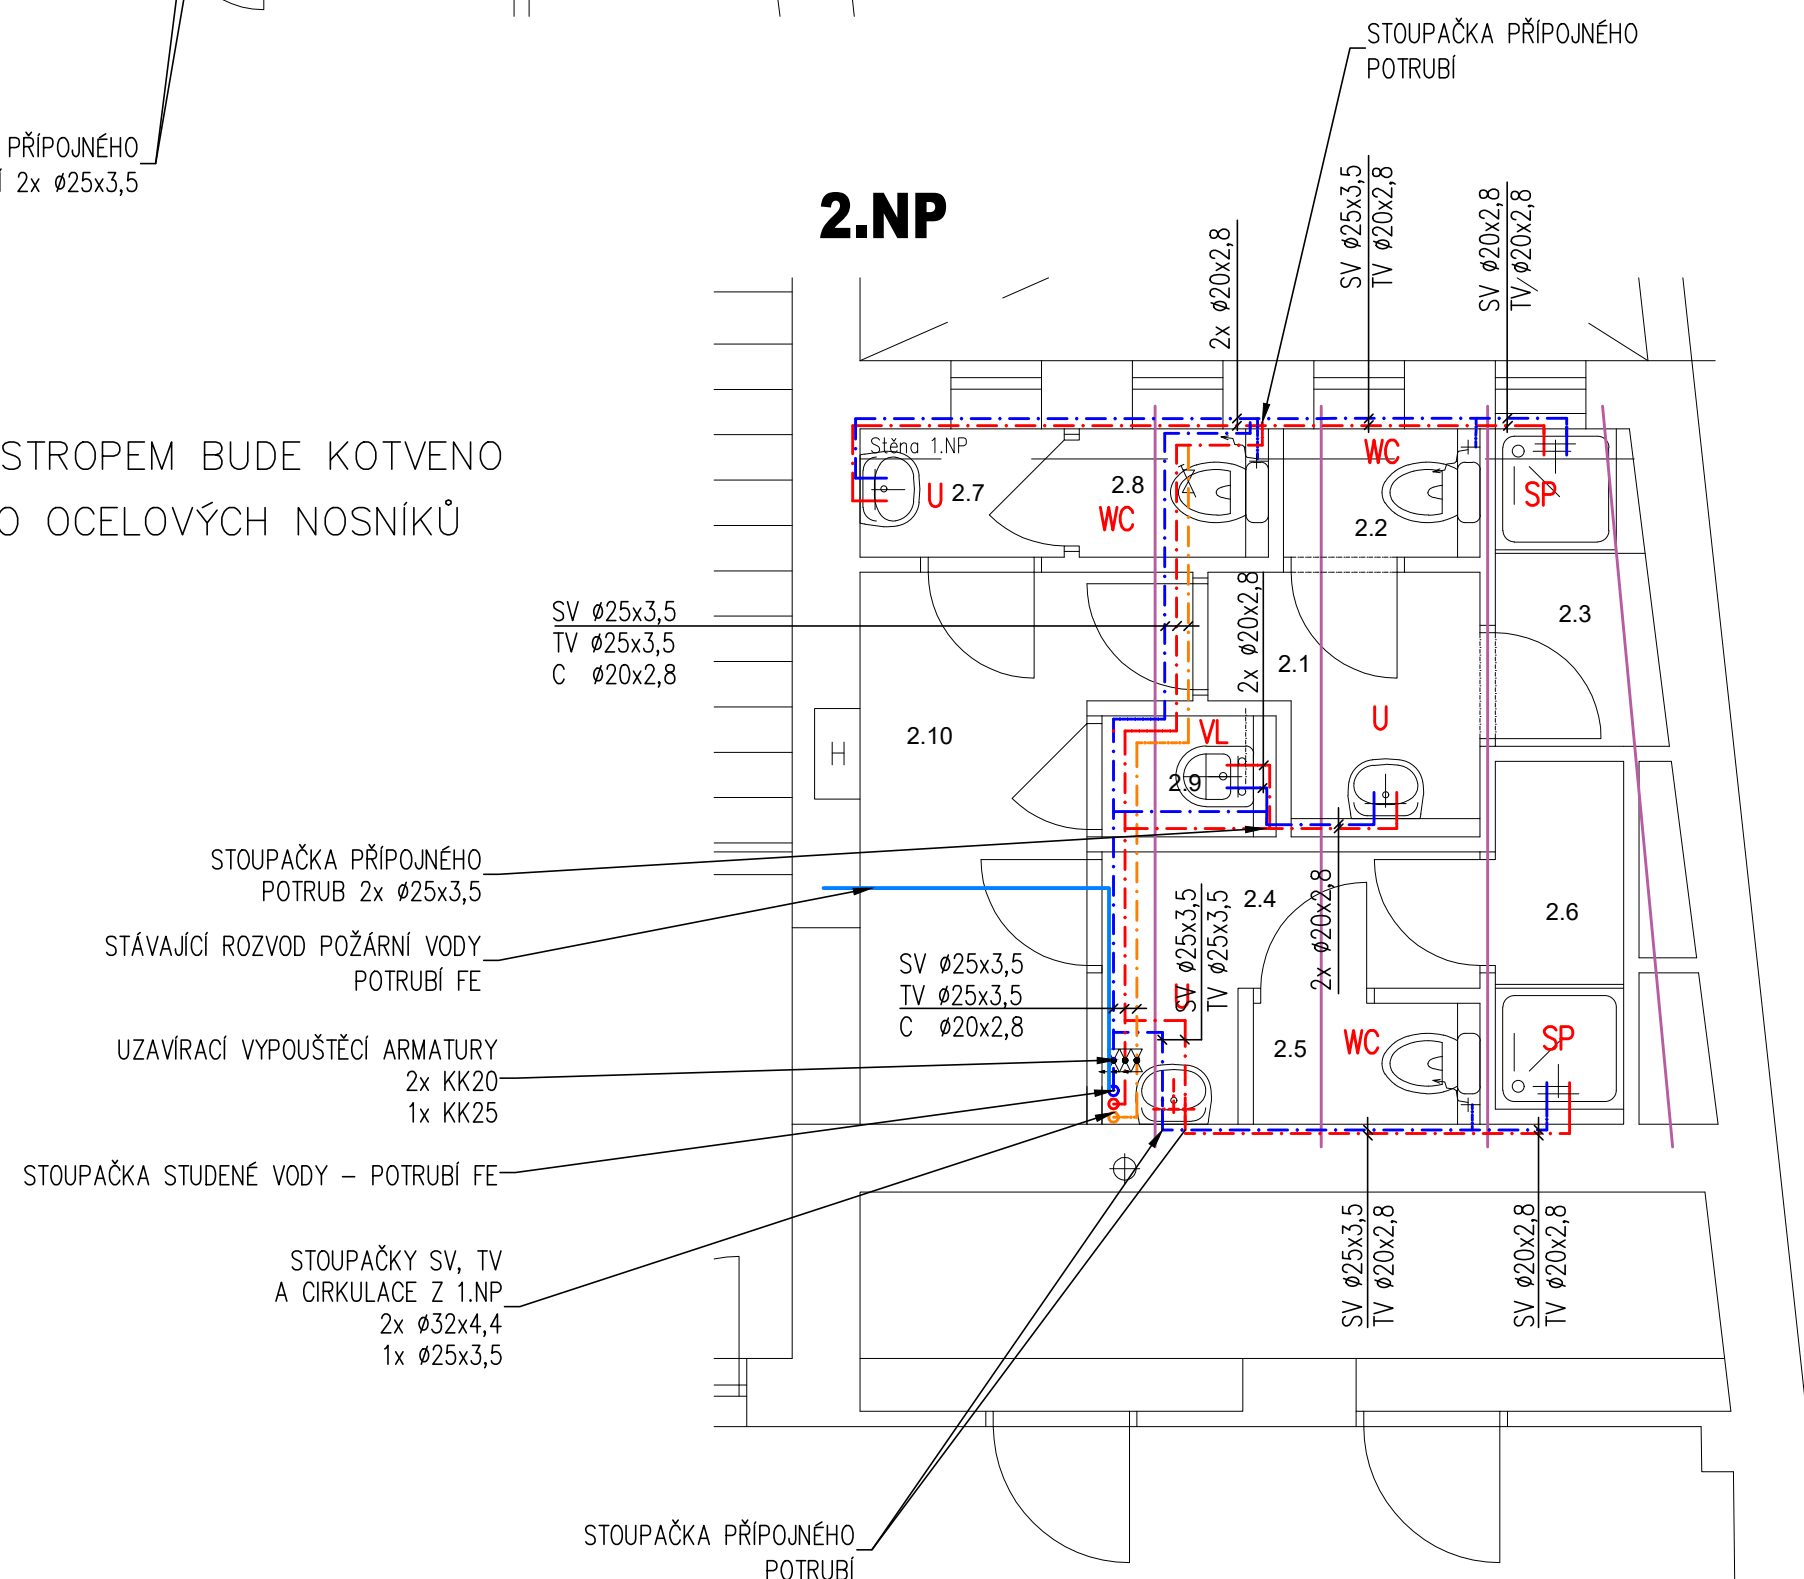 STOUPAČKA PŘÍPOJNÉHO
POTRUBÍ
PŘÍPOJNÉHO
2x ø25x3,5
2.NP
2x ø20x2,8
SV ø25x3,5
TV ø20x2,8
SV ø20x2,8
TV ø20x2,8
STROPEM BUDE KOTVENO
O OCELOVÝCH NOSNÍKŮ
Stěna 1.NP
U
2.7
2.8
WC
WC
2.2
SP
SV ø25x3,5
TV ø25x3,5
C ø20x2,8
2x ø20x2,8
2.3
2.1
2.10
H
VL
U
2.9
STOUPAČKA PŘÍPOJNÉHO
POTRUB 2x ø25x3,5
STÁVAJÍCÍ ROZVOD POŽÁRNÍ VODY
POTRUBÍ FE
2.4
2.6
SV ø25x3,5
TV ø25x3,5
2x ø20x2,8
SV ø25x3,5
TV ø25x3,5
C ø20x2,8
U
2.5
WC
SP
UZAVÍRACÍ VYPOUŠTĚCÍ ARMATURY
2x KK20
1x KK25
STOUPAČKA STUDENÉ VODY – POTRUBÍ FE
STOUPAČKY SV, TV
A CIRKULACE Z 1.NP
2x ø32x4,4
1x ø25x3,5
SV ø25x3,5
TV ø20x2,8
SV ø20x2,8
TV ø20x2,8
STOUPAČKA PŘÍPOJNÉHO
POTRUBÍ